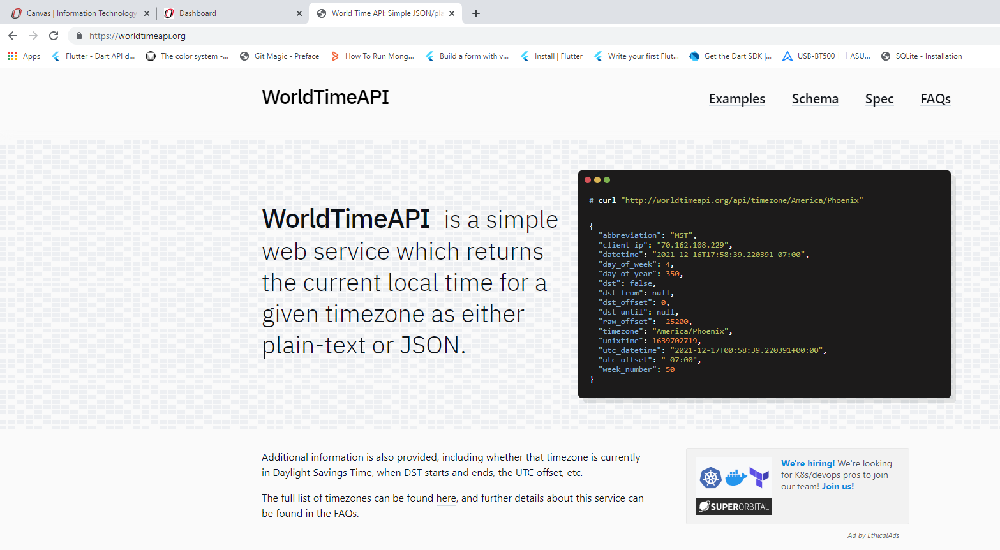 Canvas | Information Technology
Dashboard
World Time API: Simple JSON/pla
https://worldtimeapi.org
Apps
Flutter - Dart API d...
The color system -...
Git Magic - Preface
How To Run Mong...
Build a form with v...
Install | Flutter
Write your first Flut...
Get the Dart SDK |...
USB-BT500 | | ASU...
SQLite - Installation
WorldTimeAPI
Examples
Schema
Spec
FAQs
WorldTimeAPI is a simple
web service which returns
the current local time for a
given timezone as either
plain-text or JSON.
# curl "http://worldtimeapi.org/api/timezone/America/Phoenix"
{
"abbreviation": "MST",
"client_ip": "70.162.108.229",
"datetime": "2021-12-16T17:58:39.220391-07:00",
"day_of_week": 4,
"day_of_year": 350,
"dst": false,
"dst_from": null,
"dst_offset": 0,
"dst_until": null,
"raw_offset": -25200,
"timezone": "America/Phoenix",
"unixtime": 1639702719,
"utc_datetime": "2021-12-17T00:58:39.220391+00:00",
"utc_offset": "-07:00",
"week_number": 50
}
Additional information is also provided, including whether that timezone is currently
in Daylight Savings Time, when DST starts and ends, the UTC offset, etc.
The full list of timezones can be found here, and further details about this service can
be found in the FAQs.
We're hiring! We're looking
for K8s/devops pros to join
our team! Join us!
SUPERORBITAL
Ad by EthicalAds